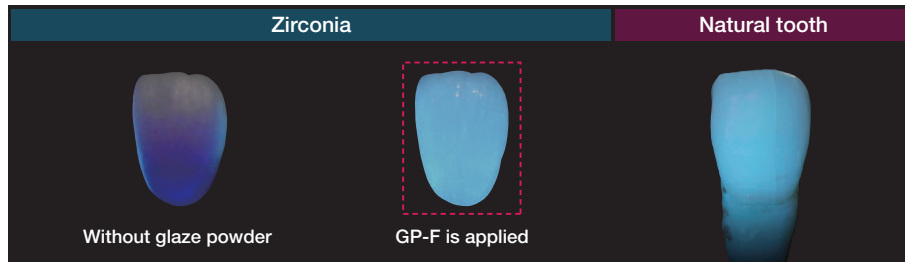 Zirconia
Natural tooth
Without glaze powder
GP-F is applied